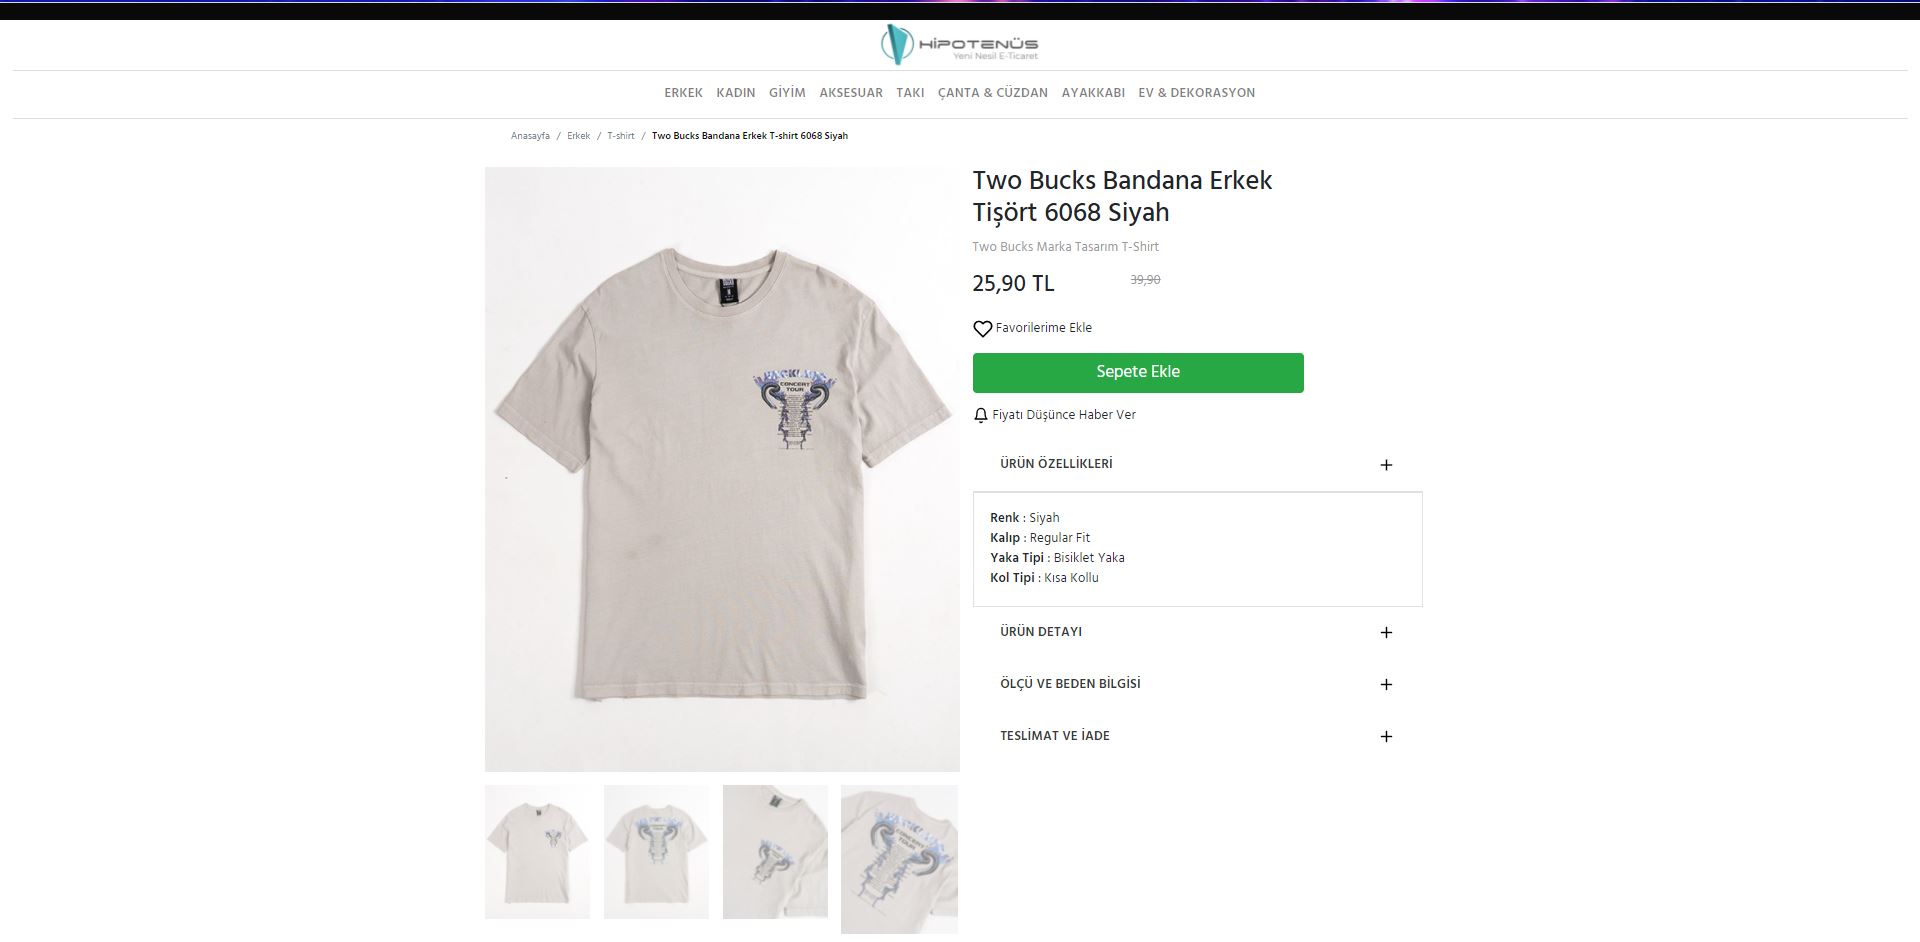 HİPOTENÜS
Yeni Nesil E-Ticaret
ERKEK KADIN GİYİM AKSESUAR TAKI ÇANTA & CÜZDAN AYAKKABI EV & DEKORASYON
Anasayfa / Erkek / T-shirt / Two Bucks Bandana Erkek T-shirt 6068 Siyah
Two Bucks Bandana Erkek
Tişört 6068 Siyah
Two Bucks Marka Tasarım T-Shirt
25,90 TL 39,90
Favorilerime Ekle
Sepete Ekle
Fiyatı Düşünce Haber Ver
ÜRÜN ÖZELLİKLERİ
Renk : Siyah
Kalıp : Regular Fit
Yaka Tipi : Bisiklet Yaka
Kol Tipi : Kısa Kollu
ÜRÜN DETAYI
ÖLÇÜ VE BEDEN BİLGİSİ
TESLİMAT VE İADE
CONCERT
TOUR
CONCERT
TOUR